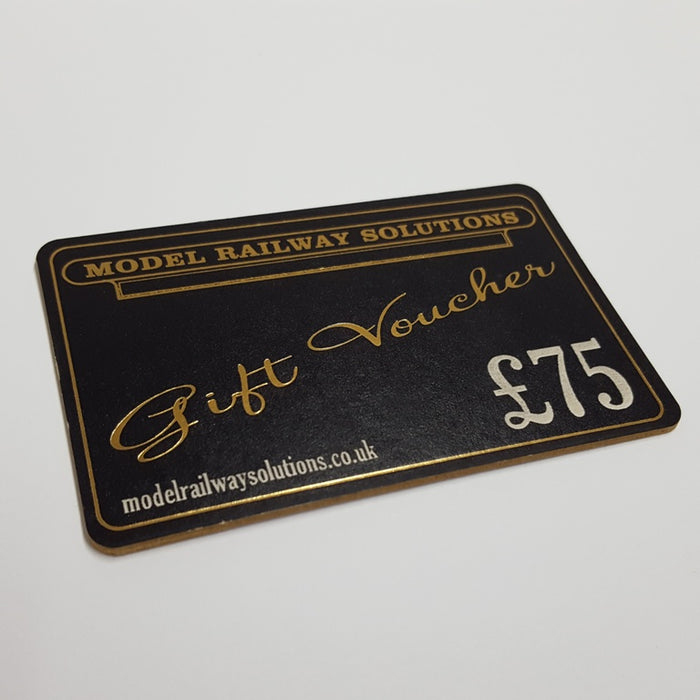 MODEL RAILWAY SOLUTIONS
Gift Voucher
£75
modelrailwaysolutions.co.uk